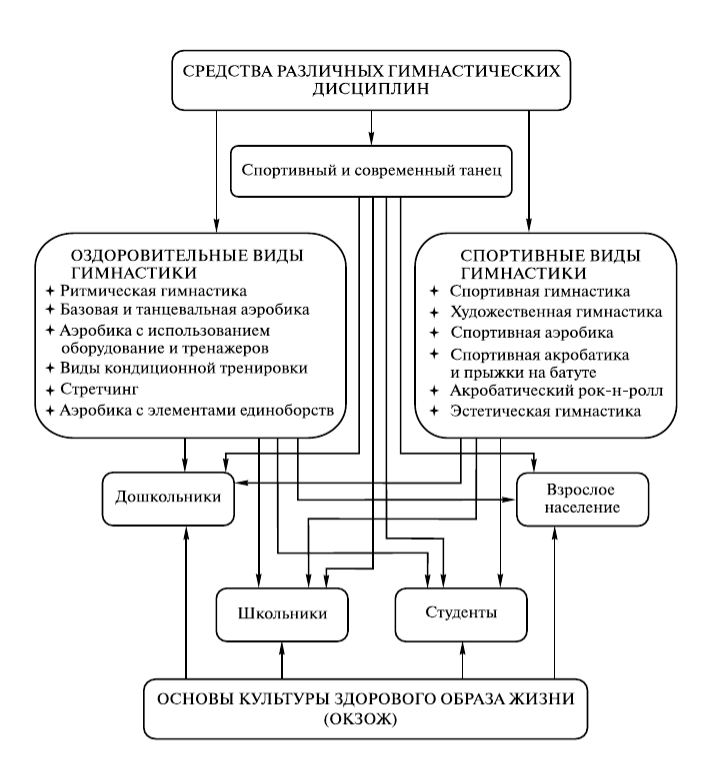 СРЕДСТВА РАЗЛИЧНЫХ ГИМНАСТИЧЕСКИХ
ДИСЦИПЛИН
Спортивный и современный танец
ОЗДОРОВИТЕЛЬНЫЕ ВИДЫ
ГИМНАСТИКИ
Ритмическая гимнастика
Базовая и танцевальная аэробика
Аэробика с использованием
оборудование и тренажеров
Виды кондиционной тренировки
Стретчинг
Аэробика с элементами единоборств
СПОРТИВНЫЕ ВИДЫ
ГИМНАСТИКИ
Спортивная гимнастика
Художественная гимнастика
Спортивная аэробика
Спортивная акробатика
и прыжки на батуте
Акробатический рок-н-ролл
Эстетическая гимнастика
Дошкольники
Взрослое
население
Школьники
Студенты
ОСНОВЫ КУЛЬТУРЫ ЗДОРОВОГО ОБРАЗА ЖИЗНИ
(ОКЗОЖ)